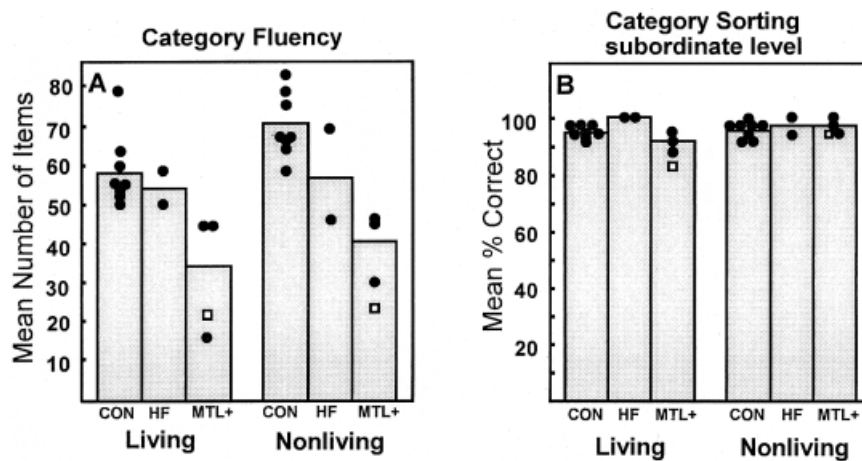 Category Fluency
A
Mean Number of Items
80
70
60
50
40
30
20
10
CON HF MTL+ CON HF MTL+
Living Nonliving
Category Sorting
subordinate level
B
Mean % Correct
100
80
60
40
20
CON HF MTL+ CON HF MTL+
Living Nonliving